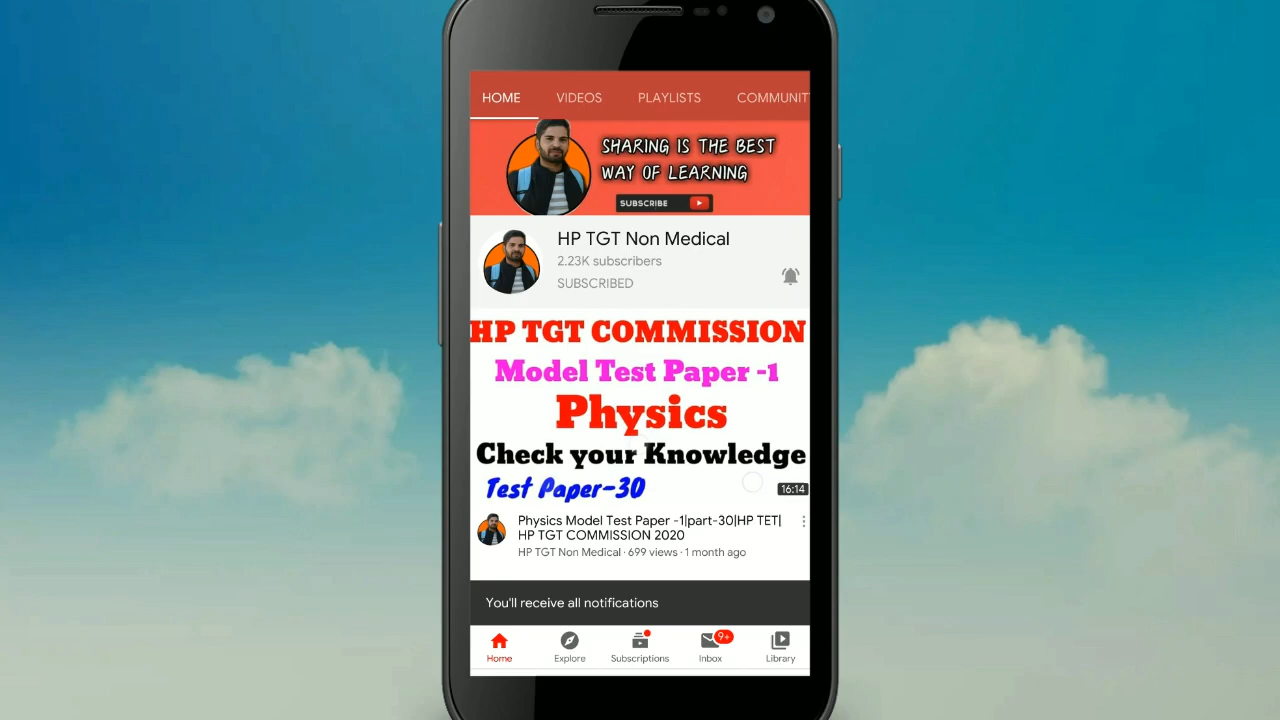 HOME VIDEOS PLAYLISTS COMMUNIT
SHARING IS THE BEST
WAY OF LEARNING
SUBSCRIBE
HP TGT Non Medical
2.23K subscribers
SUBSCRIBED
HP TGT COMMISSION
Model Test Paper -1
Physics
Check your Knowledge
Test Paper-30
16:14
Physics Model Test Paper -1|part-30|HP TET|
HP TGT COMMISSION 2020
HP TGT Non Medical · 699 views · 1 month ago
You'll receive all notifications
9+
Home Explore Subscriptions Inbox Library